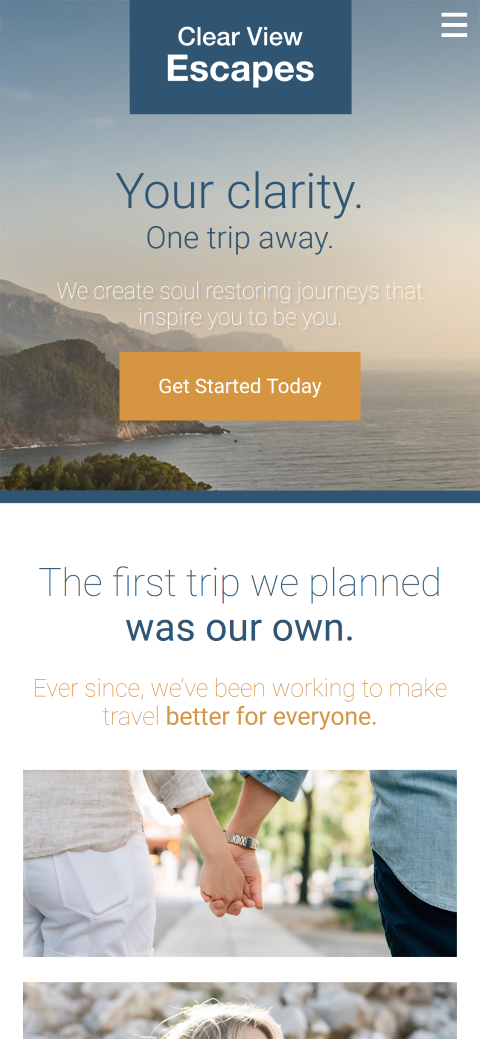 Clear View
Escapes
Your clarity.
One trip away.
We create soul restoring journeys that
inspire you to be you.
Get Started Today
The first trip we planned
was our own.
Ever since, we've been working to make
travel better for everyone.